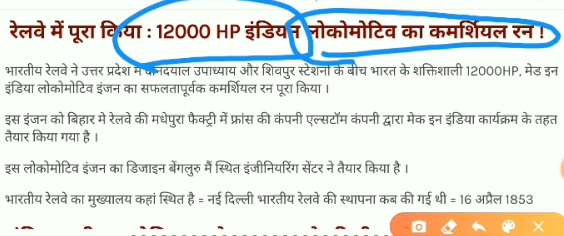 रेलवे में पूरा किया : 12000 HP इंडियन लोकोमोटिव का कमर्शियल रन !
भारतीय रेलवे ने उत्तर प्रदेश में दीनदयाल उपाध्याय और शिवपुर स्टेशनों के बीच भारत के शक्तिशाली 12000HP, मेड इन
इंडिया लोकोमोटिव इंजन का सफलतापूर्वक कमर्शियल रन पूरा किया ।
इस इंजन को बिहार मे रेलवे की मधेपुरा फैक्ट्री में फ्रांस की कंपनी एल्सटॉम कंपनी द्वारा मेक इन इंडिया कार्यक्रम के तहत
तैयार किया गया है ।
इस लोकोमोटिव इंजन का डिजाइन बेंगलुरु मैं स्थित इंजीनियरिंग सेंटर ने तैयार किया है ।
भारतीय रेलवे का मुख्यालय कहां स्थित है = नई दिल्ली भारतीय रेलवे की स्थापना कब की गई थी = 16 अप्रैल 1853